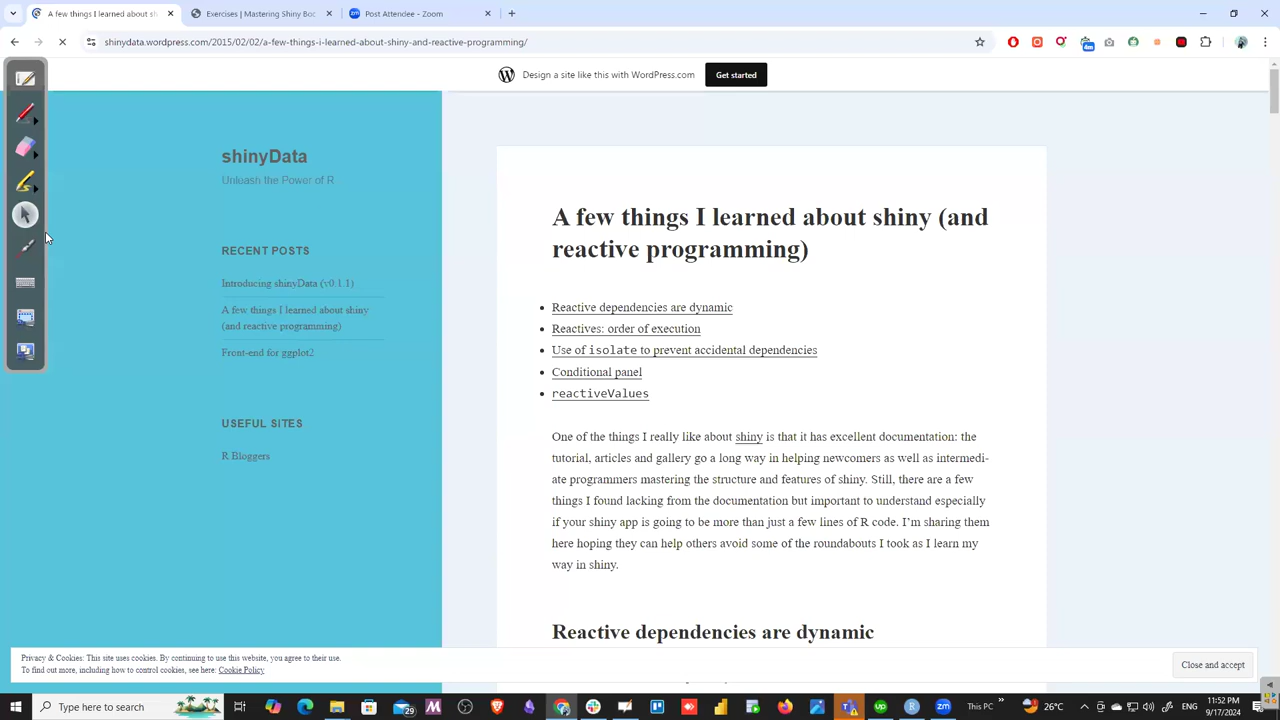 A few things I learned about sh
Exercises | Mastering Shiny Boo
Post Attendee - Zoom
shinydata.wordpress.com/2015/02/02/a-few-things-i-learned-about-shiny-and-reactive-programming/
4m
Design a site like this with WordPress.com
Get started
shinyData
Unleash the Power of R
RECENT POSTS
Introducing shinyData (v0.1.1)
A few things I learned about shiny
(and reactive programming)
Front-end for ggplot2
USEFUL SITES
R Bloggers
A few things I learned about shiny (and
reactive programming)
Reactive dependencies are dynamic
Reactives: order of execution
Use of isolate to prevent accidental dependencies
Conditional panel
reactiveValues
One of the things I really like about shiny is that it has excellent documentation: the
tutorial, articles and gallery go a long way in helping newcomers as well as intermedi-
ate programmers mastering the structure and features of shiny. Still, there are a few
things I found lacking from the documentation but important to understand especially
if your shiny app is going to be more than just a few lines of R code. I’m sharing them
here hoping they can help others avoid some of the roundabouts I took as I learn my
way in shiny.
Reactive dependencies are dynamic
Privacy & Cookies: This site uses cookies. By continuing to use this website, you agree to their use.
To find out more, including how to control cookies, see here: Cookie Policy
Close and accept
Type here to search
29
This PC
26°C
ENG
11:52 PM
9/17/2024